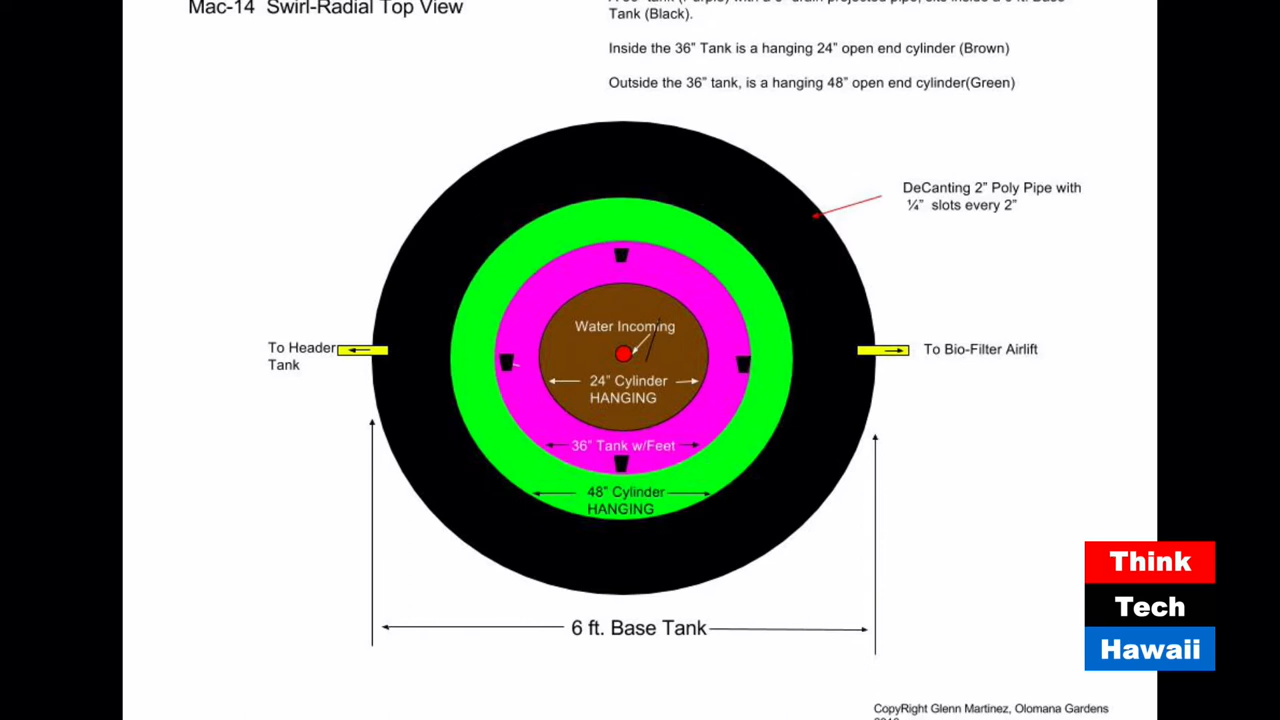 Mac-14 Swirl-Radial Top View
Tank (Black).
Inside the 36” Tank is a hanging 24” open end cylinder (Brown)
Outside the 36” tank, is a hanging 48” open end cylinder(Green)
DeCanting 2” Poly Pipe with
¼” slots every 2”
Water Incoming
To Header
Tank
To Bio-Filter Airlift
24” Cylinder
HANGING
36” Tank w/Feet
48” Cylinder
HANGING
6 ft. Base Tank
Think
Tech
Hawaii
CopyRight Glenn Martinez, Olomana Gardens